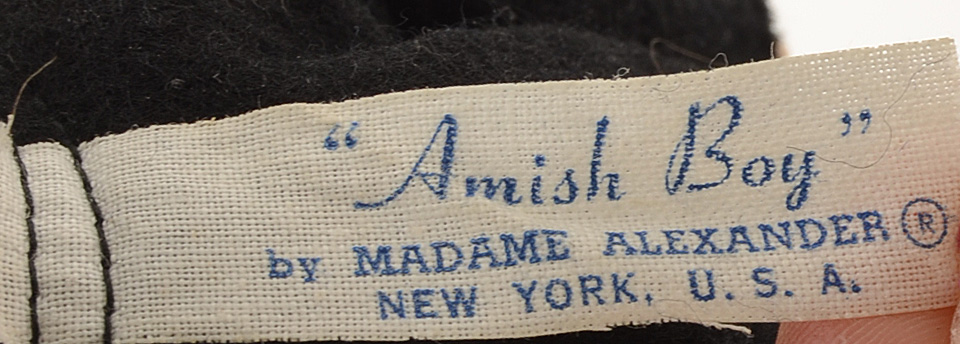 “Amish Boy”
by MADAME ALEXANDER®
NEW YORK, U. S. A.